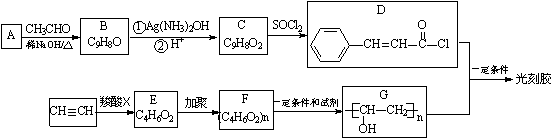 A
CH₃CHO
稀NaOH/△
B
C₉H₈O
①Ag(NH₃)₂OH
② H⁺
C
C₉H₈O₂
SOCl₂
D
CH=CH—C—Cl
O
一定条件
光刻胶
CH≡CH
羧酸X
E
C₄H₆O₂
加聚
F
(C₄H₆O₂)n
一定条件和试剂
G
[CH—CH₂]n
OH